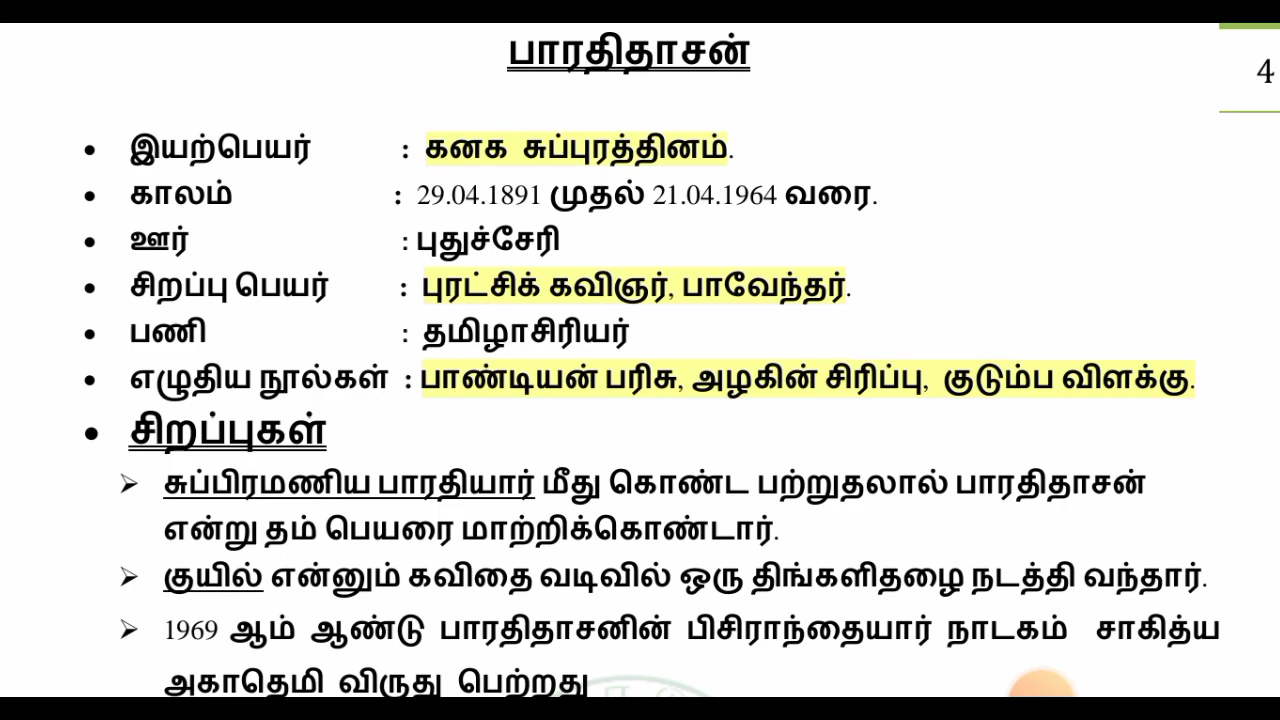 பாரதிதாசன்
4
• இயற்பெயர் : கனக சுப்புரத்தினம்.
• காலம் : 29.04.1891 முதல் 21.04.1964 வரை.
• ஊர் : புதுச்சேரி
• சிறப்பு பெயர் : புரட்சிக் கவிஞர், பாவேந்தர்.
• பணி : தமிழாசிரியர்
• எழுதிய நூல்கள் : பாண்டியன் பரிசு, அழகின் சிரிப்பு, குடும்ப விளக்கு.
• சிறப்புகள்
➢ சுப்பிரமணிய பாரதியார் மீது கொண்ட பற்றுதலால் பாரதிதாசன்
என்று தம் பெயரை மாற்றிக்கொண்டார்.
➢ குயில் என்னும் கவிதை வடிவில் ஒரு திங்களிதழை நடத்தி வந்தார்.
➢ 1969 ஆம் ஆண்டு பாரதிதாசனின் பிசிராந்தையார் நாடகம் சாகித்ய
அகாதெமி விருது பெற்றது